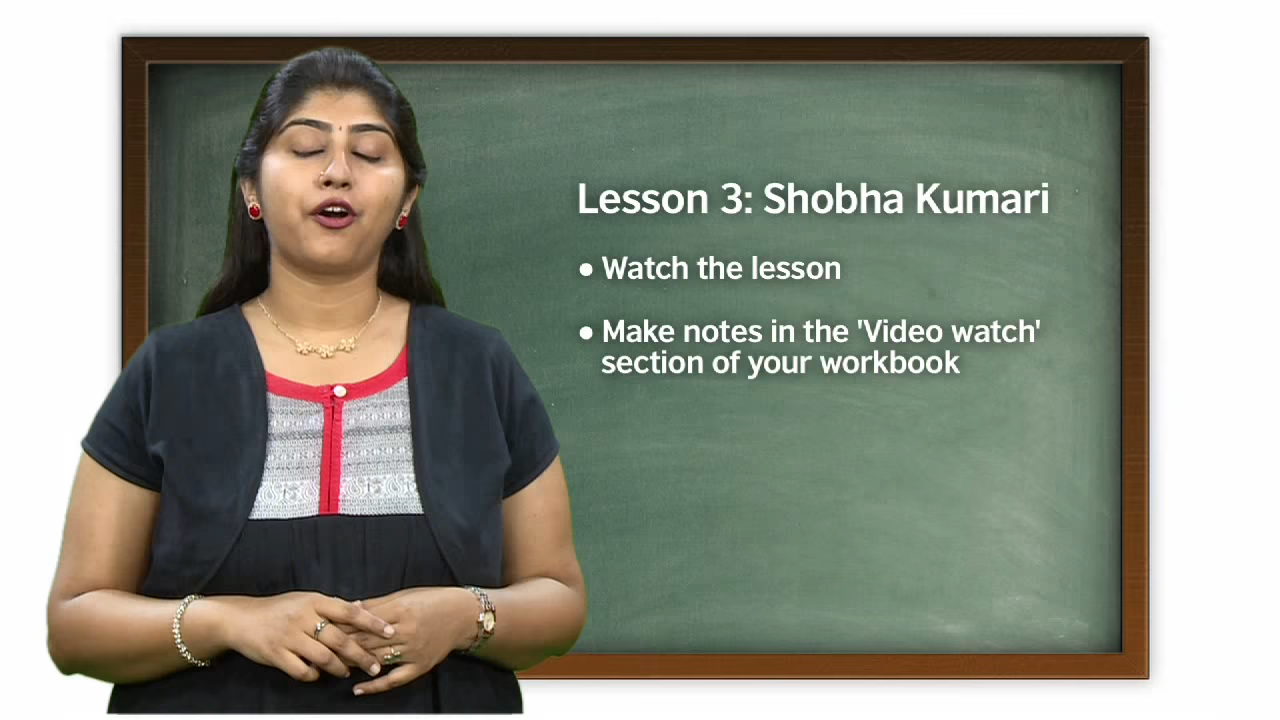 Lesson 3: Shobha Kumari
• Watch the lesson
• Make notes in the 'Video watch'
section of your workbook